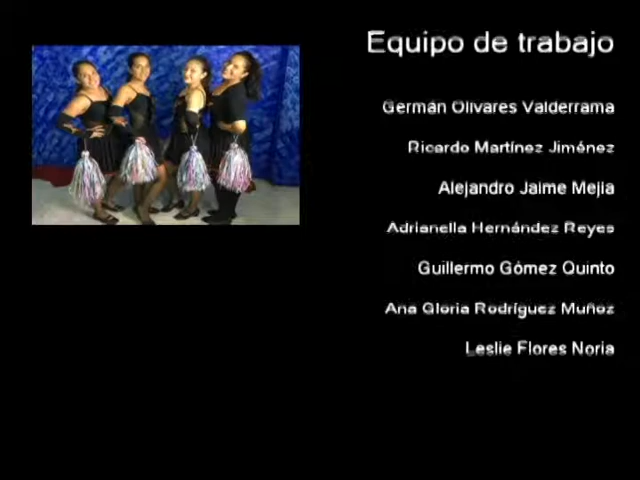 Equipo de trabajo
Germán Olivares Valderrama
Ricardo Martínez Jiménez
Alejandro Jaime Mejia
Adrianella Hernández Reyes
Guillermo Gómez Quinto
Ana Gloria Rodríguez Muñoz
Leslie Flores Noria